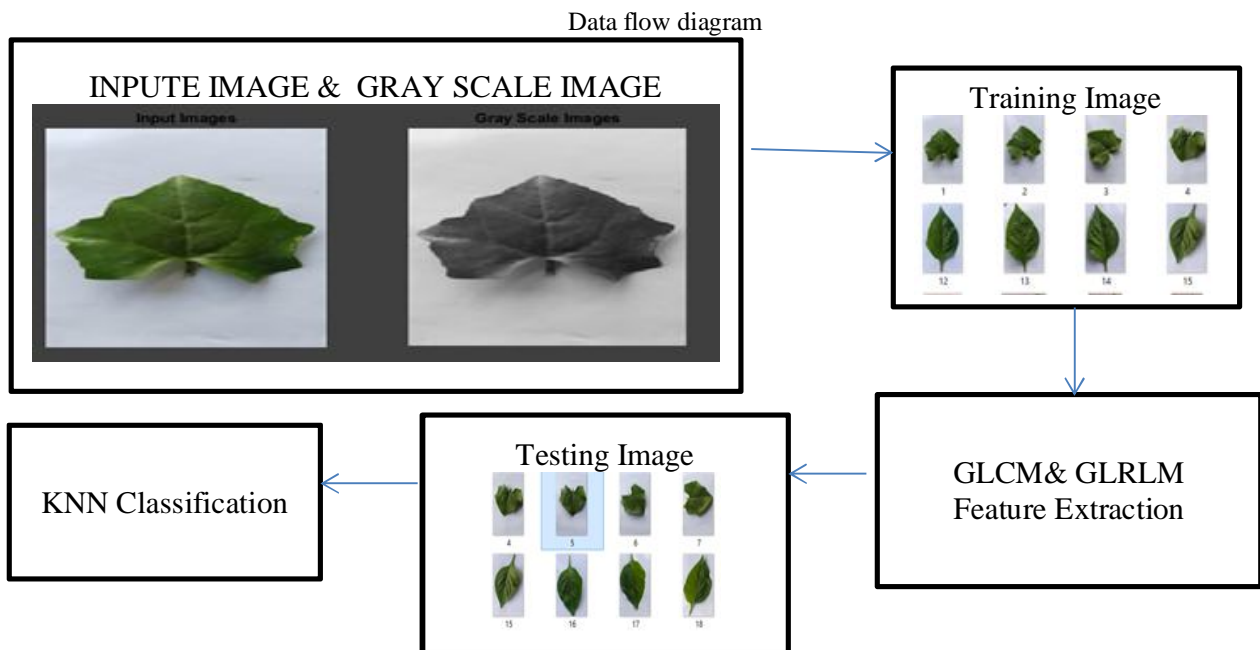 Data flow diagram
INPUTE IMAGE & GRAY SCALE IMAGE
Input Images Gray Scale Images
Training Image
1 2 3 4
12 13 14 15
GLCM& GLRLM
Feature Extraction
Testing Image
4 5 6 7
15 16 17 18
KNN Classification